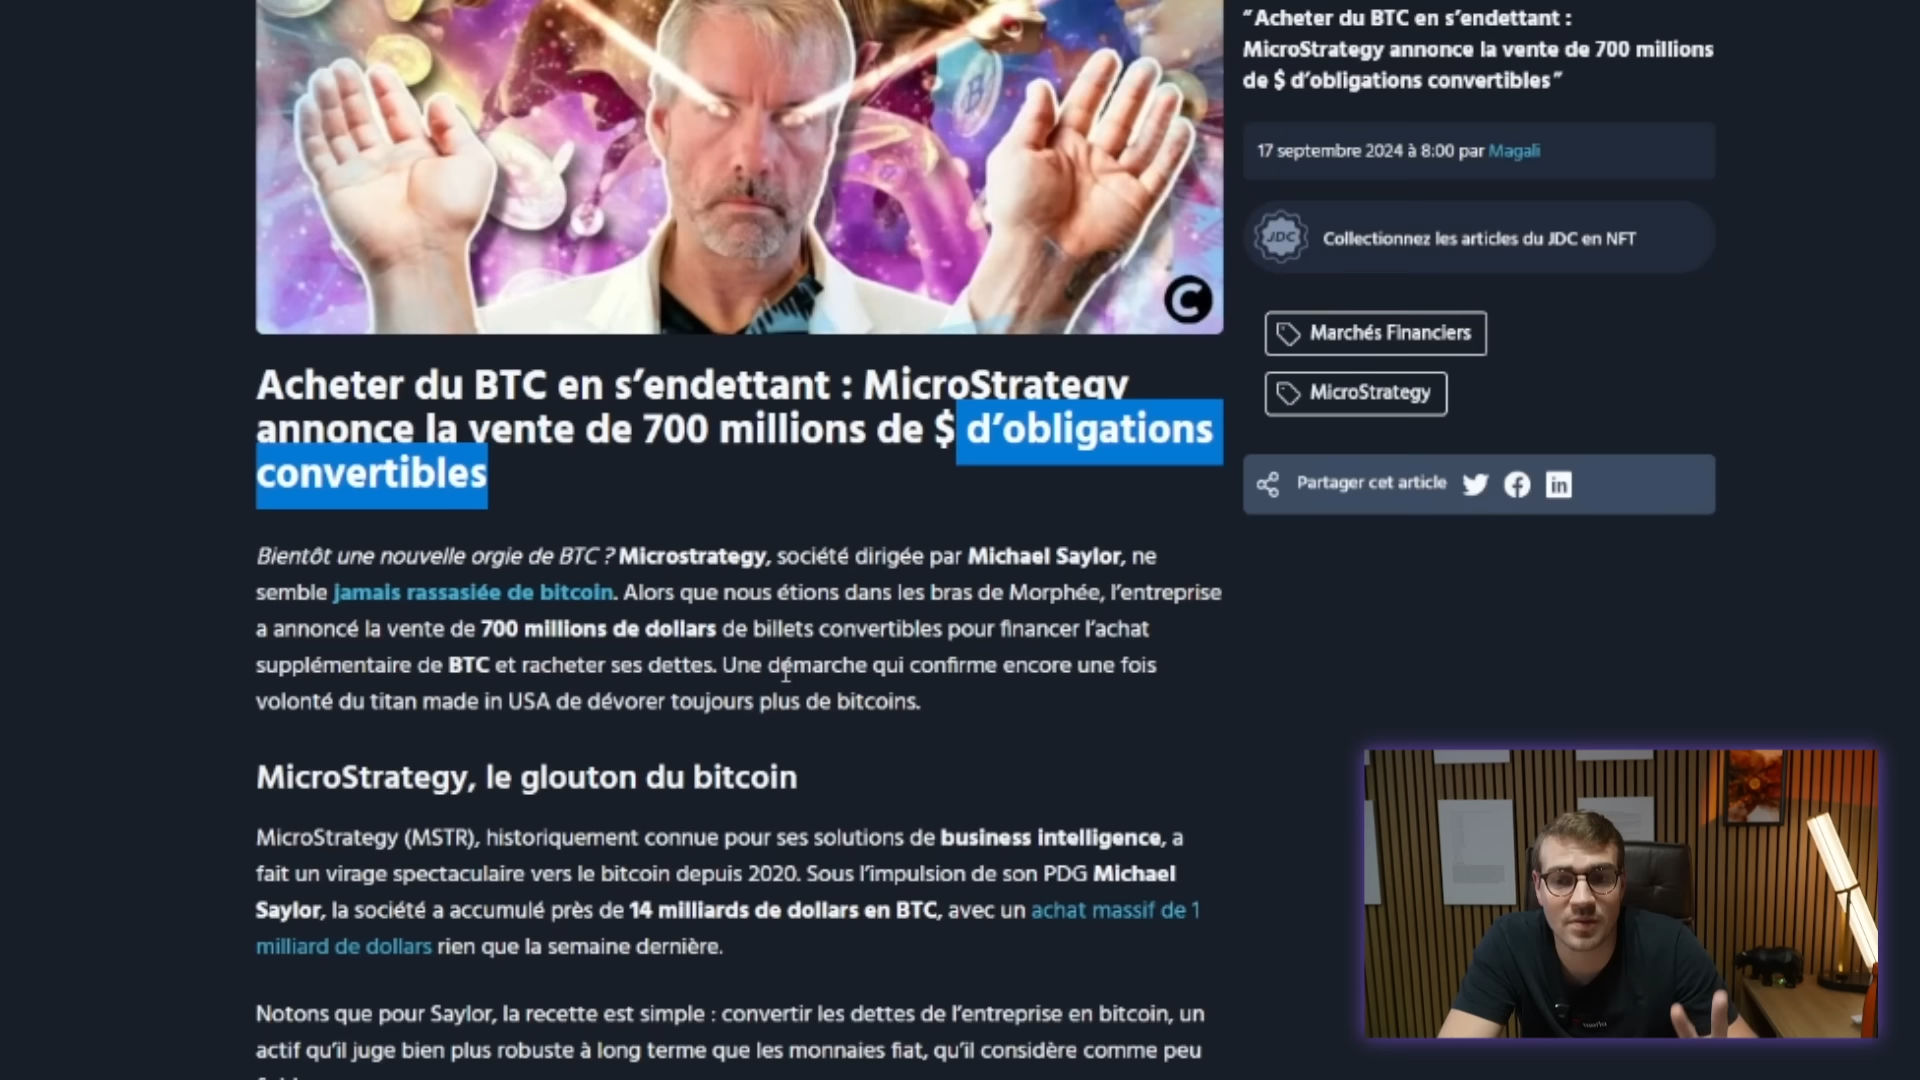 Acheter du BTC en s’endettant : MicroStrategy
annonce la vente de 700 millions de $ d’obligations
convertibles
Bientôt une nouvelle orgie de BTC ? Microstrategy, société dirigée par Michael Saylor, ne
semble jamais rassasiée de bitcoin. Alors que nous étions dans les bras de Morphée, l’entreprise
a annoncé la vente de 700 millions de dollars de billets convertibles pour financer l’achat
supplémentaire de BTC et racheter ses dettes. Une démarche qui confirme encore une fois
volonté du titan made in USA de dévorer toujours plus de bitcoins.
MicroStrategy, le glouton du bitcoin
MicroStrategy (MSTR), historiquement connue pour ses solutions de business intelligence, a
fait un virage spectaculaire vers le bitcoin depuis 2020. Sous l’impulsion de son PDG Michael
Saylor, la société a accumulé près de 14 milliards de dollars en BTC, avec un achat massif de 1
milliard de dollars rien que la semaine dernière.
Notons que pour Saylor, la recette est simple : convertir les dettes de l’entreprise en bitcoin, un
actif qu’il juge bien plus robuste à long terme que les monnaies fiat, qu’il considère comme peu
“Acheter du BTC en s’endettant :
MicroStrategy annonce la vente de 700 millions
de $ d’obligations convertibles”
17 septembre 2024 à 8:00 par Magali
JDC
Collectionnez les articles du JDC en NFT
Marchés Financiers
MicroStrategy
Partager cet article